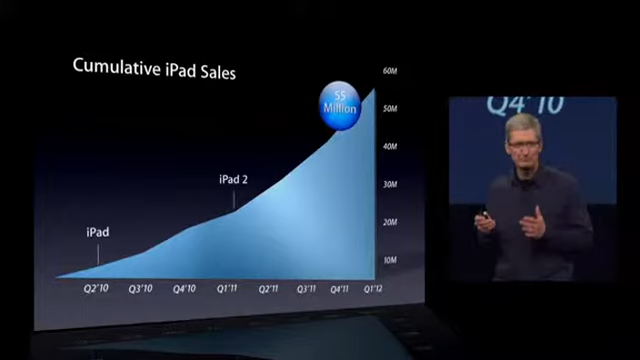 Cumulative iPad Sales
60M
55
Million
50M
40M
iPad 2
30M
iPad
20M
10M
Q2'10 Q3'10 Q4'10 Q1'11 Q2'11 Q3'11 Q4'11 Q1'12
Q4'10